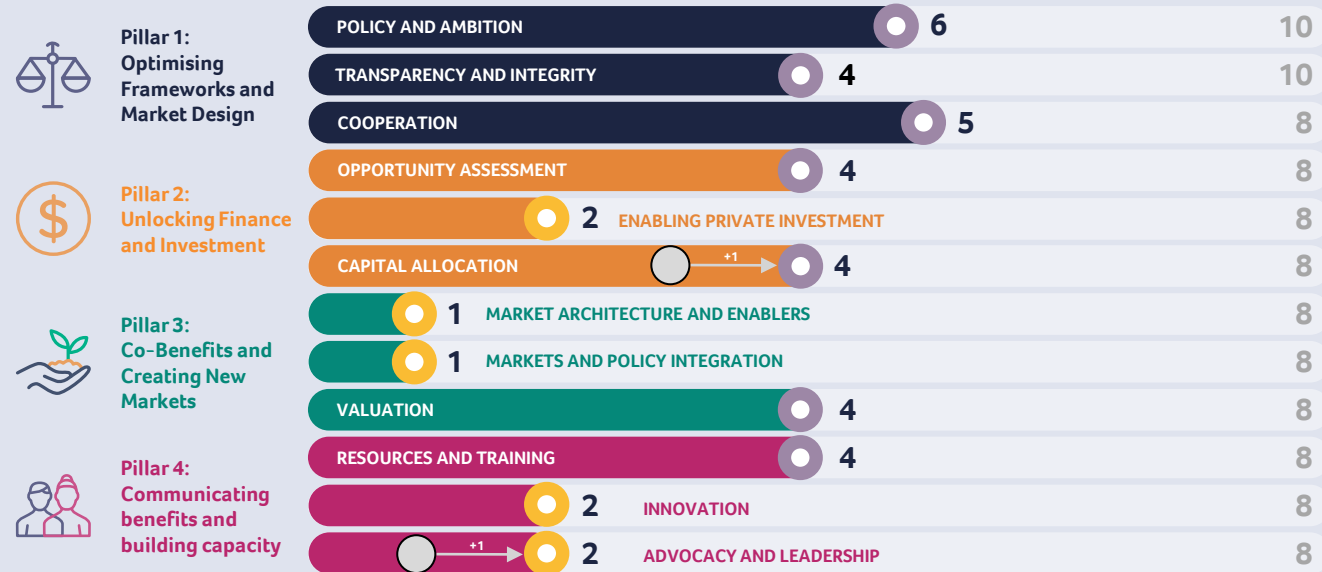 Pillar 1:
Optimising
Frameworks and
Market Design
POLICY AND AMBITION 6 10
TRANSPARENCY AND INTEGRITY 4 10
COOPERATION 5 8
Pillar 2:
Unlocking Finance
and Investment
$
OPPORTUNITY ASSESSMENT 4 8
2 ENABLING PRIVATE INVESTMENT 8
CAPITAL ALLOCATION +1 4 8
Pillar 3:
Co-Benefits and
Creating New
Markets
1 MARKET ARCHITECTURE AND ENABLERS 8
1 MARKETS AND POLICY INTEGRATION 8
VALUATION 4 8
Pillar 4:
Communicating
benefits and
building capacity
RESOURCES AND TRAINING 4 8
2 INNOVATION 8
+1 2 ADVOCACY AND LEADERSHIP 8